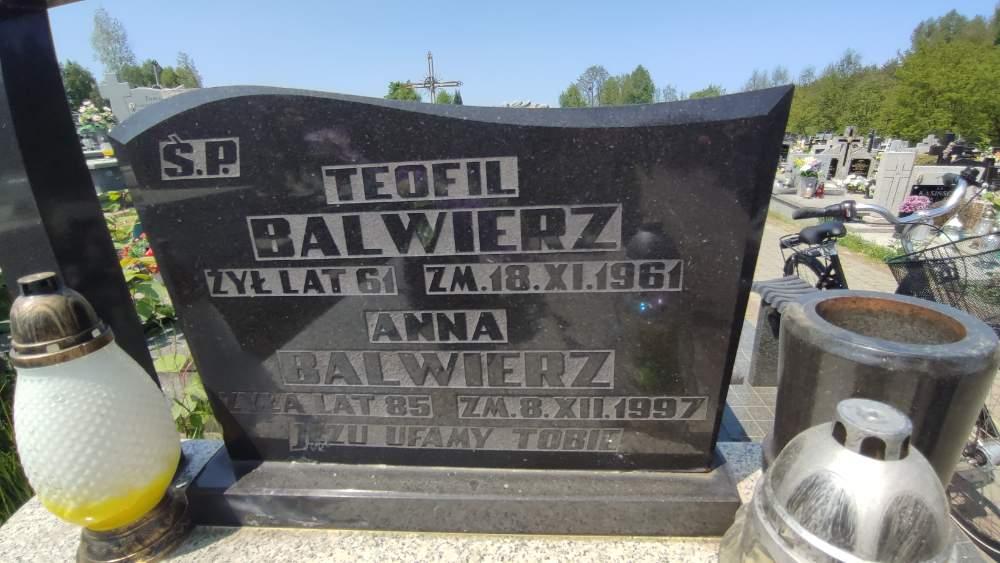 Ś.P.
TEOFIL
BALWIERZ
ŻYŁ LAT 61 ZM. 18.XI.1961
ANNA
BALWIERZ
ŻYŁA LAT 85 ZM. 8.XII.1997
UFAMY TOBIE